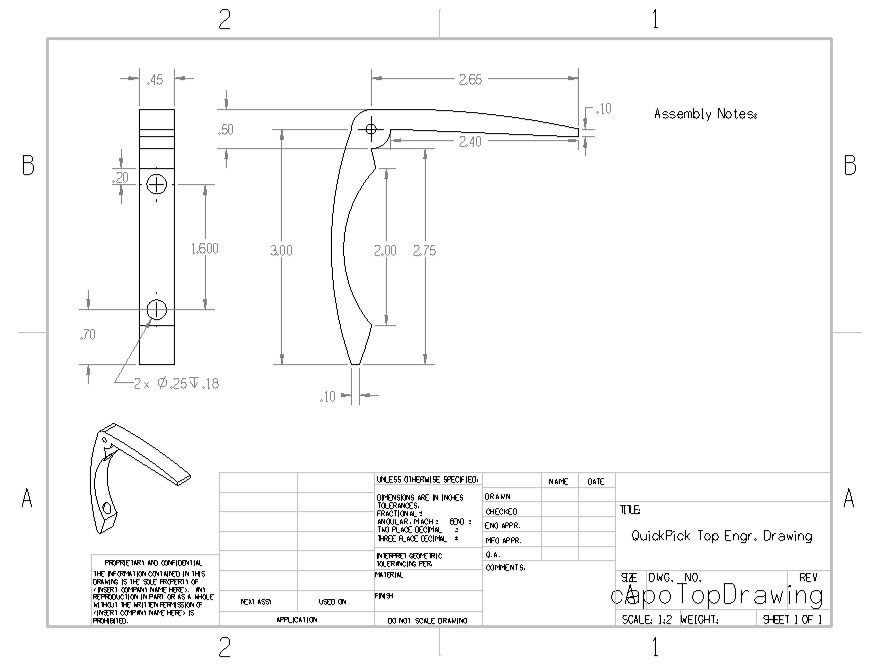 2
1
.45
2.65
.10
Assembly Notes:
.50
2.40
B
B
.20
1.600
3.00
2.00
2.75
.70
2x Ø.25↧.18
.10
A
A
UNLESS OTHERWISE SPECIFIED:
DIMENSIONS ARE IN INCHES
TOLERANCES:
FRACTIONAL ±
ANGULAR: MACH ± BEND ±
TWO PLACE DECIMAL ±
THREE PLACE DECIMAL ±
INTERPRET GEOMETRIC
TOLERANCING PER:
MATERIAL
FINISH
DO NOT SCALE DRAWING
NAME DATE
DRAWN
CHECKED
ENG APPR.
MFG APPR.
Q.A.
COMMENTS:
TITLE:
QuickPick Top Engr. Drawing
SIZE DWG. NO. REV
A
capoTopDrawing
SCALE: 1:2 WEIGHT: SHEET 1 OF 1
PROPRIETARY AND CONFIDENTIAL
THE INFORMATION CONTAINED IN THIS
DRAWING IS THE SOLE PROPERTY OF
<INSERT COMPANY NAME HERE>. ANY
REPRODUCTION IN PART OR AS A WHOLE
WITHOUT THE WRITTEN PERMISSION OF
<INSERT COMPANY NAME HERE> IS
PROHIBITED.
NEXT ASSY USED ON
APPLICATION
2
1